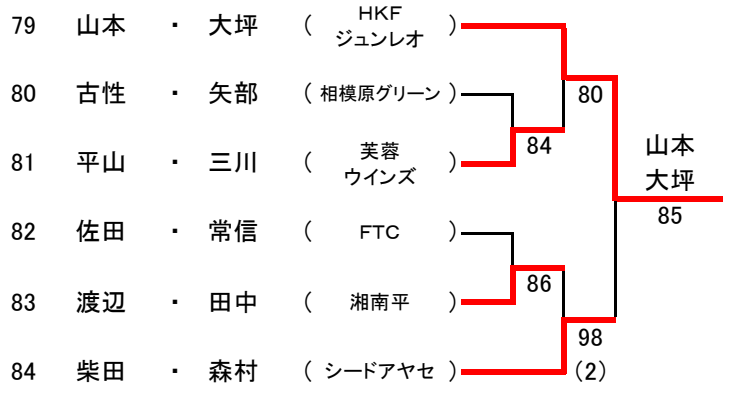 79 山本 ・ 大坪 ( HKF ジュンレオ )
80 古性 ・ 矢部 ( 相模原グリーン )
80
81 平山 ・ 三川 ( 芙蓉 ウインズ )
84
山本
大坪
85
82 佐田 ・ 常信 ( FTC )
83 渡辺 ・ 田中 ( 湘南平 )
86
98
(2)
84 柴田 ・ 森村 ( シードアヤセ )